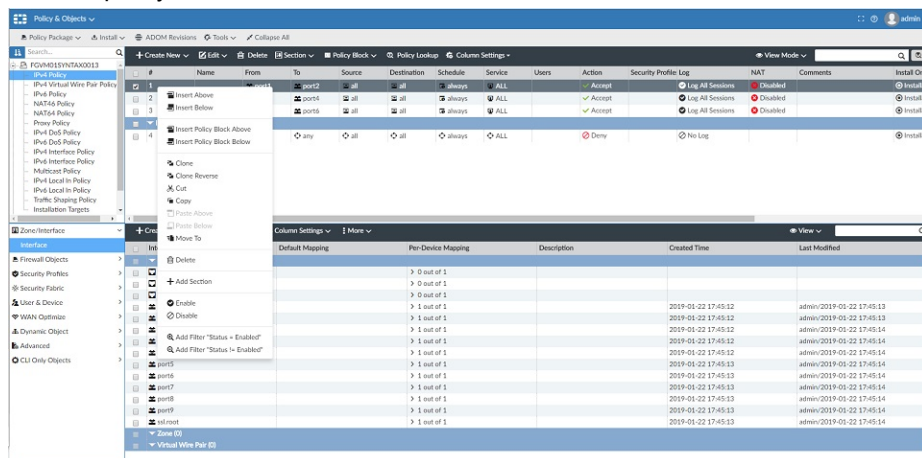 Policy & Objects
admin
Policy Package Install ADOM Revisions Tools Collapse All
Search...
Create New Edit Delete Section Policy Block Policy Lookup Column Settings View Mode
FGVM01SYNTAX0013
IPv4 Policy
IPv4 Virtual Wire Pair Policy
IPv6 Policy
NAT46 Policy
NAT64 Policy
Proxy Policy
IPv4 DoS Policy
IPv6 DoS Policy
IPv4 Interface Policy
IPv6 Interface Policy
Multicast Policy
IPv4 Local In Policy
IPv6 Local In Policy
Traffic Shaping Policy
Installation Targets
# Name From To Source Destination Schedule Service Users Action Security Profile Log NAT Comments Install On
1 port2 all all always ALL Accept Log All Sessions Disabled
2 port4 all all always ALL Accept Log All Sessions Disabled
3 port6 all all always ALL Accept Log All Sessions Disabled
4 any all all always ALL Deny No Log
Insert Above
Insert Below
Insert Policy Block Above
Insert Policy Block Below
Clone
Clone Reverse
Cut
Copy
Paste Above
Paste Below
Move To
Delete
Add Section
Enable
Disable
Add Filter "Status = Enabled"
Add Filter "Status != Enabled"
Zone/Interface
Interface
Firewall Objects
Security Profiles
Security Fabric
User & Device
WAN Optimize
Dynamic Object
Advanced
CLI Only Objects
Column Settings More View
Default Mapping Per-Device Mapping Description Created Time Last Modified
0 out of 1
0 out of 1
0 out of 1
1 out of 1 2019-01-22 17:45:12 admin/2019-01-22 17:45:13
1 out of 1 2019-01-22 17:45:12 admin/2019-01-22 17:45:14
1 out of 1 2019-01-22 17:45:13 admin/2019-01-22 17:45:14
1 out of 1 2019-01-22 17:45:12 admin/2019-01-22 17:45:14
1 out of 1 2019-01-22 17:45:12 admin/2019-01-22 17:45:14
port5 1 out of 1 2019-01-22 17:45:13 admin/2019-01-22 17:45:14
port6 1 out of 1 2019-01-22 17:45:13 admin/2019-01-22 17:45:14
port7 1 out of 1 2019-01-22 17:45:13 admin/2019-01-22 17:45:14
port8 1 out of 1 2019-01-22 17:45:13 admin/2019-01-22 17:45:14
port9 1 out of 1 2019-01-22 17:45:13 admin/2019-01-22 17:45:14
ssl.root 1 out of 1 2019-01-22 17:45:13 admin/2019-01-22 17:45:14
Zone (0)
Virtual Wire Pair (0)